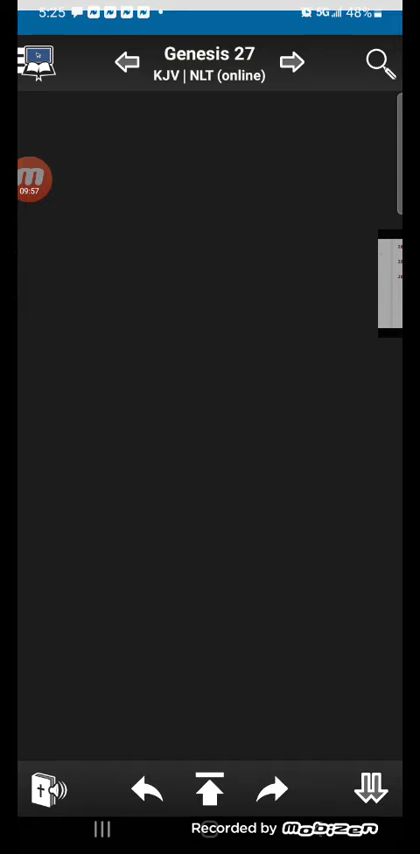 5:25 5G 48%
Genesis 27
KJV | NLT (online)
09:57
Recorded by mobizen